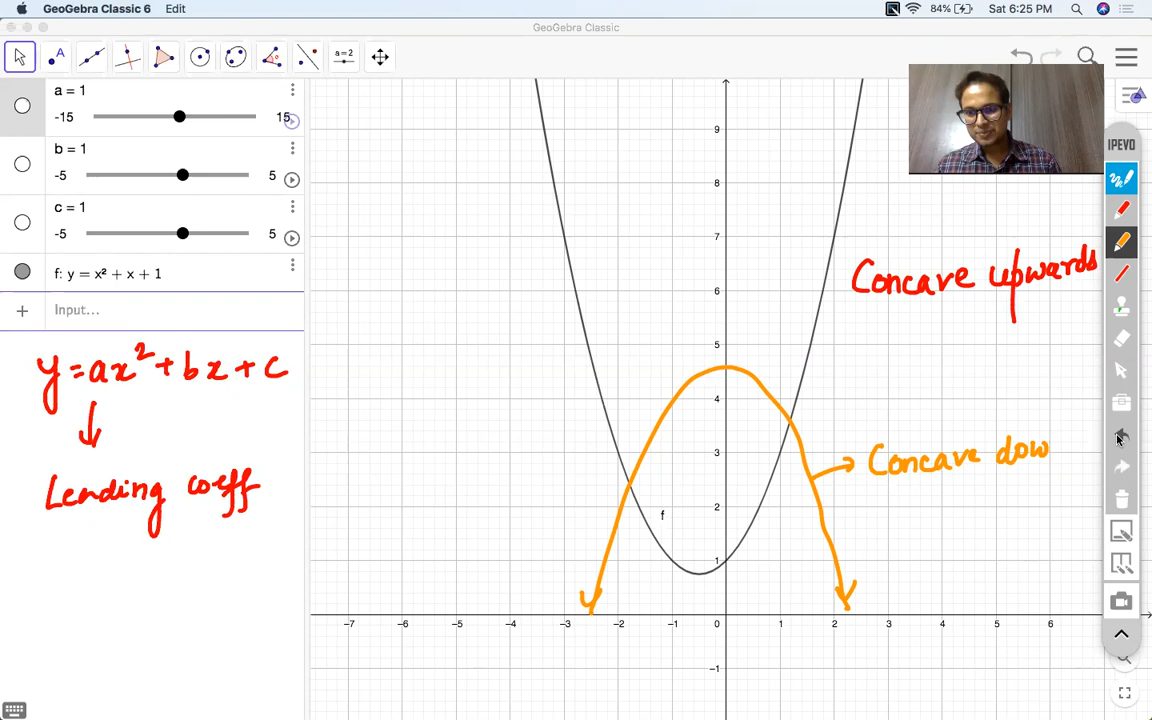 GeoGebra Classic 6 Edit 84% Sat 6:25 PM
GeoGebra Classic
A a=2
a = 1
-15 15
b = 1
-5 5
c = 1
-5 5
f: y = x² + x + 1
+ Input...
y=ax²+bx+c
Leading coeff
IPEVO
Concave upwards
Concave dow
f
9
8
7
6
5
4
3
2
1
-7 -6 -5 -4 -3 -2 -1 0 1 2 3 4 5 6
-1